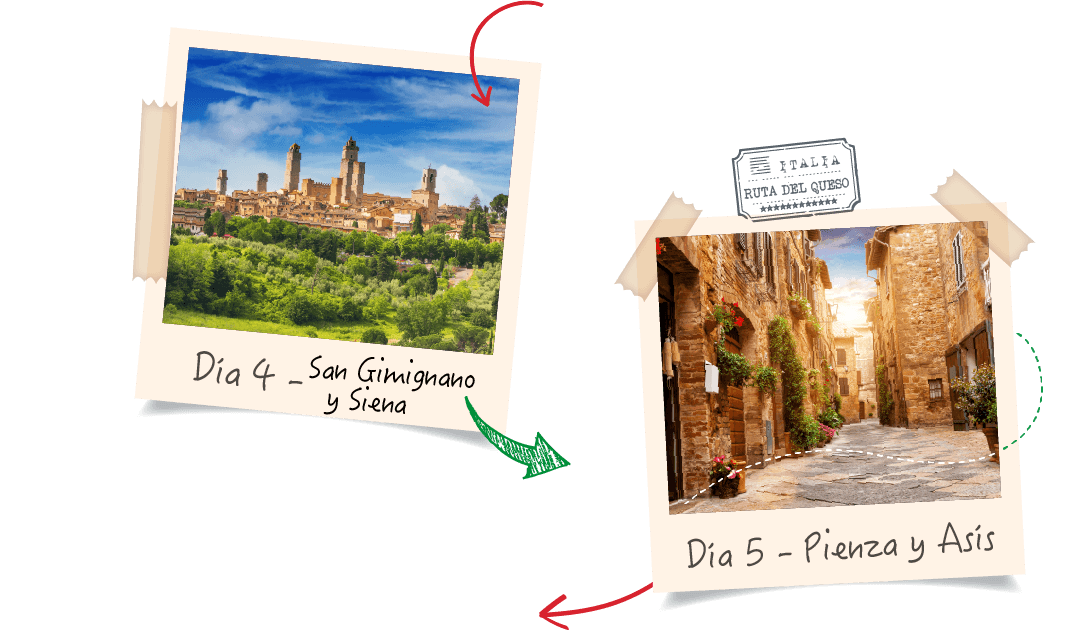 Día 4 - San Gimignano
y Siena
ITALIA
RUTA DEL QUESO
Día 5 - Pienza y Asís